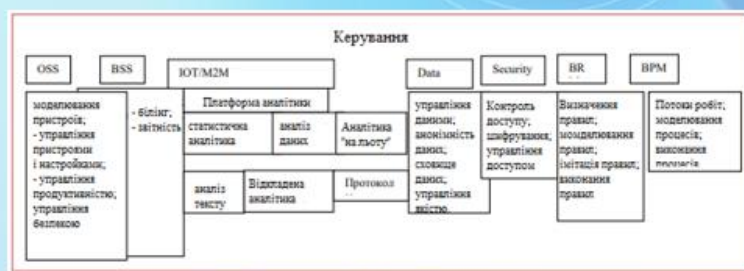 Керування
OSS
BSS
IOT/M2M
Data
Security
BR
BPM
моделювання
пристроїв;
- управління
пристроями
і настройками;
- управління
продуктивністю;
управління
безпекою
- білінг;
- звітність
Платформа аналітики
статистична
аналітика
аналіз
даних
Аналітика
"на льоту"
аналіз
тексту
Відкладена
аналітика
Протокол
управління
даними;
анонімність
даних;
сховище
даних;
управління
якістю.
Контроль
доступу;
шифрування;
управління
доступом
Визначення
правил;
момделювання
правил;
імітація правил;
виконання
правил
Потоки робіт;
моделювання
процесів;
виконання
процесів